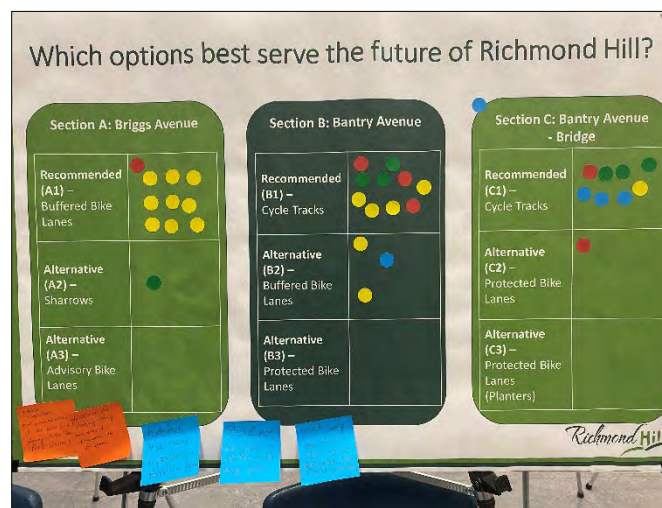 Which options best serve the future of Richmond Hill?
Section A: Briggs Avenue
Recommended
(A1) –
Buffered Bike
Lanes
Alternative
(A2) –
Sharrows
Alternative
(A3) –
Advisory Bike
Lanes
Section B: Bantry Avenue
Recommended
(B1) –
Cycle Tracks
Alternative
(B2) –
Buffered Bike
Lanes
Alternative
(B3) –
Protected Bike
Lanes
Section C: Bantry Avenue
- Bridge
Recommended
(C1) –
Cycle Tracks
Alternative
(C2) –
Protected Bike
Lanes
Alternative
(C3) –
Protected Bike
Lanes
(Planters)
Richmond Hill